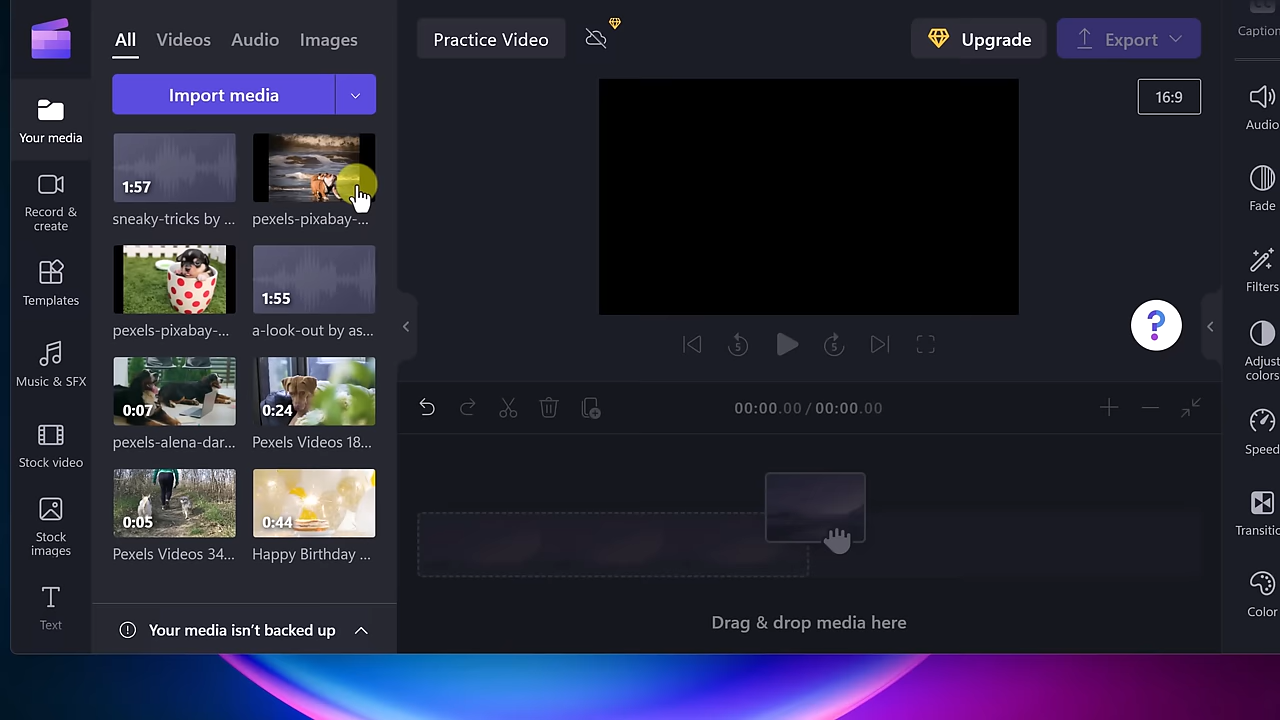 All Videos Audio Images
Practice Video
Upgrade
Export
Caption
Import media
16:9
Your media
Record &
create
Templates
Music & SFX
Stock video
Stock
images
Text
1:57
sneaky-tricks by ...
pexels-pixabay-...
pexels-pixabay-...
1:55
a-look-out by as...
0:07
pexels-alena-dar...
0:24
Pexels Videos 18...
0:05
Pexels Videos 34...
0:44
Happy Birthday ...
Your media isn't backed up
?
5
5
00:00.00 / 00:00.00
Drag & drop media here
Audio
Fade
Filters
Adjust
colors
Speed
Transitio
Color